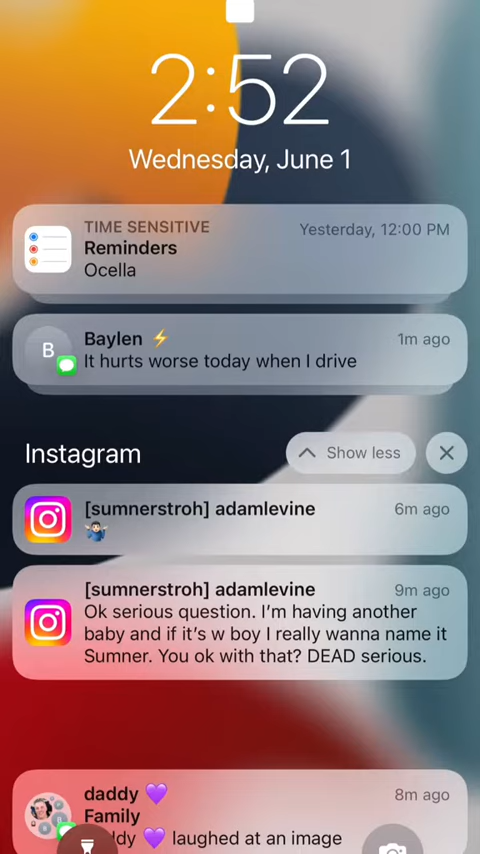 2:52
Wednesday, June 1
TIME SENSITIVE
Yesterday, 12:00 PM
Reminders
Ocella
B
Baylen ⚡
1m ago
It hurts worse today when I drive
Instagram
Show less
[sumnerstroh] adamlevine
6m ago
🤷🏻‍♂️
[sumnerstroh] adamlevine
9m ago
Ok serious question. I’m having another
baby and if it’s w boy I really wanna name it
Sumner. You ok with that? DEAD serious.
daddy 💜
8m ago
Family
💜 laughed at an image